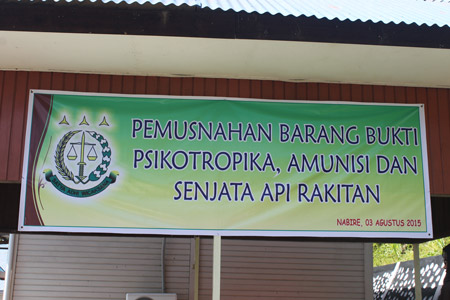 PEMUSNAHAN BARANG BUKTI
PSIKOTROPIKA, AMUNISI DAN
SENJATA API RAKITAN
NABIRE, 03 AGUSTUS 2015